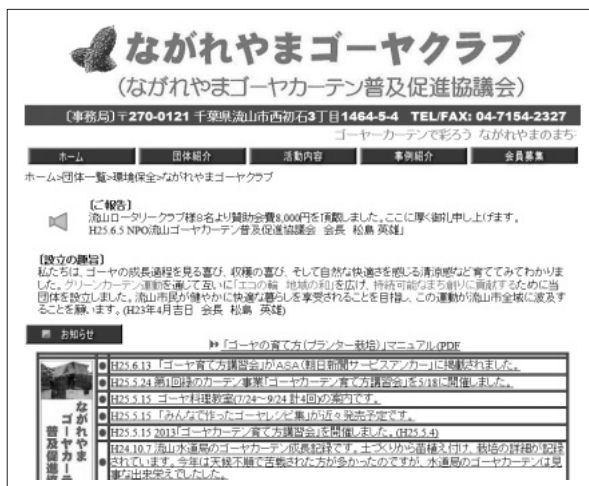 ながれやまゴーヤクラブ
(ながれやまゴーヤカーテン普及促進協議会)
〔事務局〕〒270-0121 千葉県流山市西初石3丁目1464-5-4 TEL/FAX: 04-7154-2327
ゴーヤーカーテンで彩ろう ながれやまのまち
ホーム 団体紹介 活動内容 事例紹介 会員募集
ホーム>団体一覧>環境保全>ながれやまゴーヤクラブ
【ご報告】
流山ロータリークラブ様8名より賛助会費8,000円を頂戴しました。ここに厚く御礼申し上げます。
H25.6.5 NPO流山ゴーヤカーテン普及促進協議会 会長 松島 英雄」
【設立の趣旨】
私たちは、ゴーヤの成長過程を見る喜び、収穫の喜び、そして自然な快適さを感じる清涼感など育ててみてわかりま
した。グリーンカーテン運動を通じて互いに「エコの輪 地域の和」を広げ、持続可能なまち創りに貢献するために当
団体を設立しました。流山市民が健やかに快適な暮らしを享受されることを目指し、この運動が流山市全域に波及す
ることを願います。(H23年4月吉日 会長 松島 英雄)
お知らせ
「ゴーヤの育て方(プランター栽培)」マニュアル(PDF
H25.6.13 「ゴーヤ育て方講習会」がASA(朝日新聞サービスアンカー)に掲載されました。
H25.5.24 第1回緑のカーテン事業「ゴーヤカーテン育て方講習会」を5/18に開催しました。
H25.5.15 ゴーヤ料理教室(7/24~9/24 計4回)の案内です。
H25.5.15 「みんなで作ったゴーヤレシピ集」が近々発売予定です。
H25.5.15 2013「ゴーヤカーテン育て方講習会」を開催しました。(H25.5.4)
H24.10.7 流山水道局のゴーヤカーテン成長記録です。土づくりから苗植え付け、栽培の詳細が記録
されています。今年は天候不順で苦戦された方が多かったのですが、水道局のゴーヤカーテンは見
事な出来栄えでした。
ながれやま
ゴーヤカーテ
普及促進協